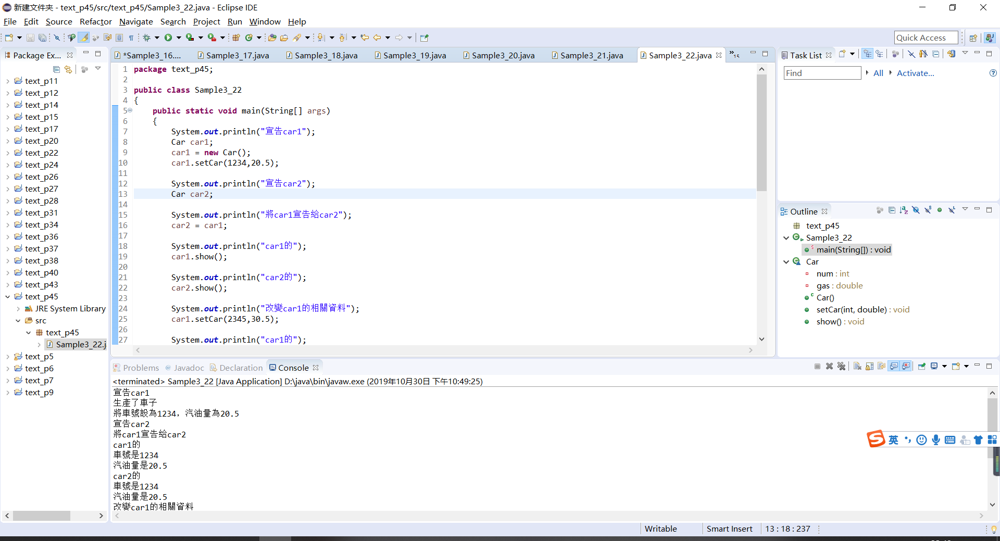 新建文件夹 - text_p45/src/text_p45/Sample3_22.java - Eclipse IDE
File Edit Source Refactor Navigate Search Project Run Window Help
Quick Access
Package Ex...
text_p11
text_p12
text_p14
text_p15
text_p17
text_p20
text_p22
text_p24
text_p26
text_p27
text_p28
text_p31
text_p34
text_p36
text_p37
text_p38
text_p40
text_p43
text_p45
JRE System Library
src
text_p45
Sample3_22.j
text_p5
text_p6
text_p7
text_p9
*Sample3_16.... Sample3_17.java Sample3_18.java Sample3_19.java Sample3_20.java Sample3_21.java Sample3_22.java »15
1 package text_p45;
2
3 public class Sample3_22
4 {
5 public static void main(String[] args)
6 {
7 System.out.println("宣告car1");
8 Car car1;
9 car1 = new Car();
10 car1.setCar(1234,20.5);
11
12 System.out.println("宣告car2");
13 Car car2;
14
15 System.out.println("將car1宣告給car2");
16 car2 = car1;
17
18 System.out.println("car1的");
19 car1.show();
20
21 System.out.println("car2的");
22 car2.show();
23
24 System.out.println("改變car1的相關資料");
25 car1.setCar(2345,30.5);
26
27 System.out.println("car1的");
Task List
Find All Activate...
Outline
text_p45
Sample3_22
main(String[]) : void
Car
num : int
gas : double
Car()
setCar(int, double) : void
show() : void
Problems @ Javadoc Declaration Console
<terminated> Sample3_22 [Java Application] D:\java\bin\javaw.exe (2019年10月30日 下午10:49:25)
宣告car1
生產了車子
將車號設為1234，汽油量為20.5
宣告car2
將car1宣告給car2
car1的
車號是1234
汽油量是20.5
car2的
車號是1234
汽油量是20.5
改變car1的相關資料
英
Writable Smart Insert 13 : 18 : 237